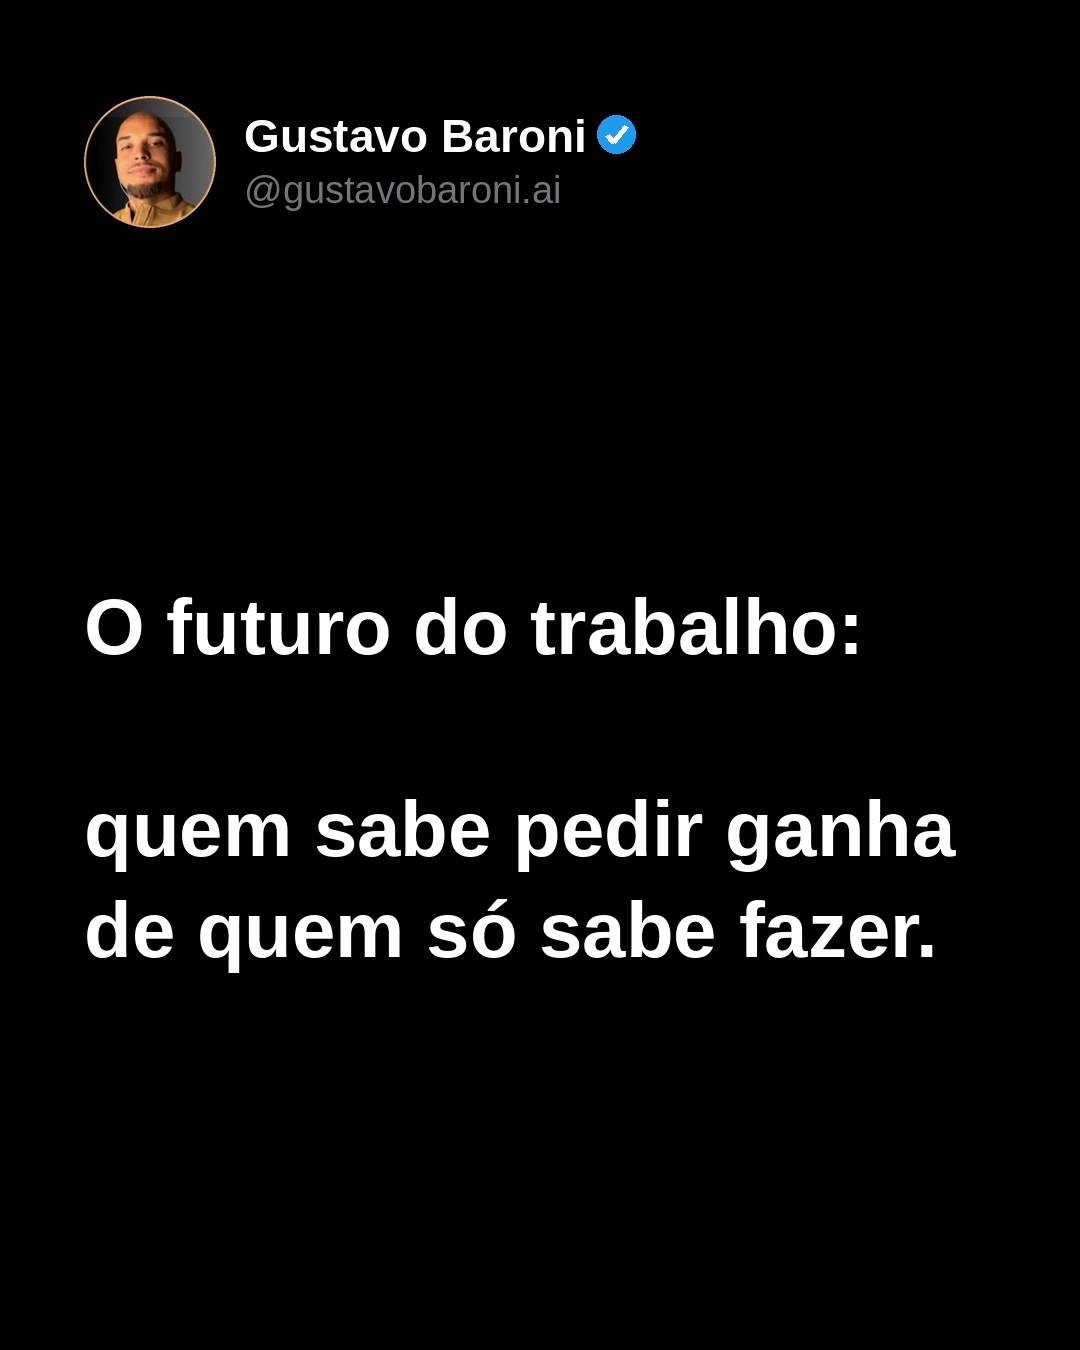 Gustavo Baroni
@gustavobaroni.ai
O futuro do trabalho:
quem sabe pedir ganha
de quem só sabe fazer.